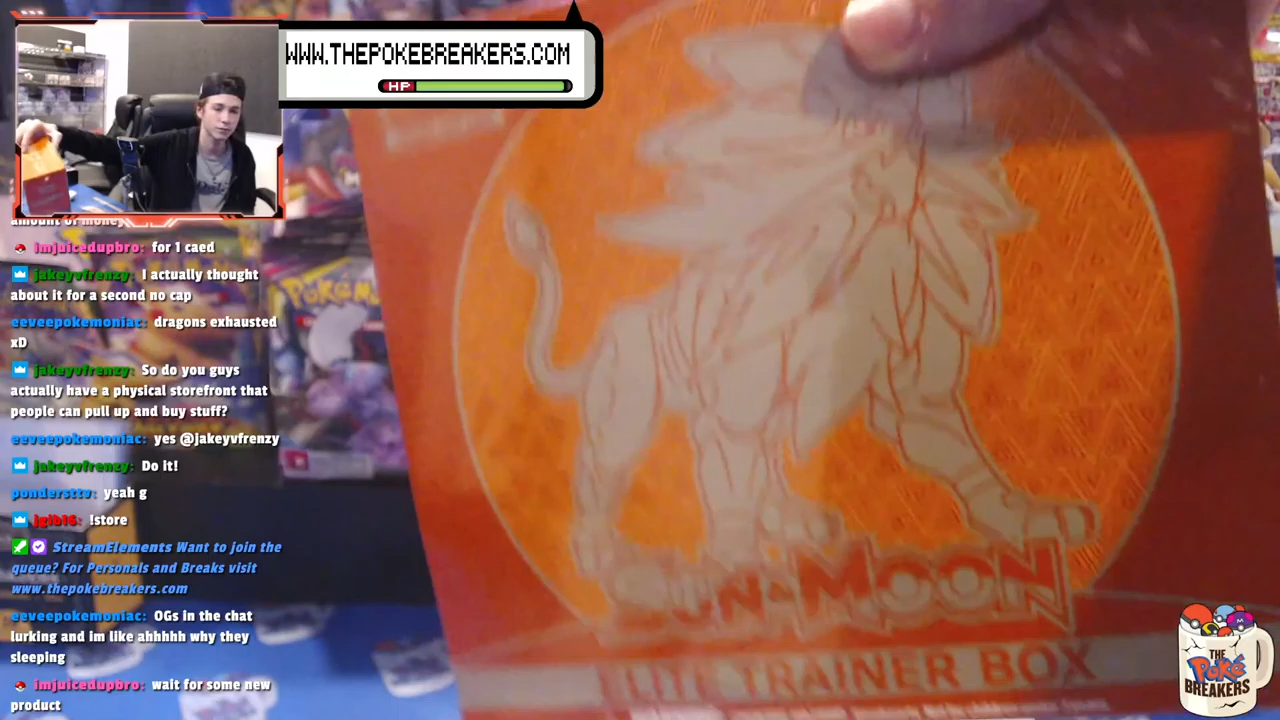 WWW.THEPOKEBREAKERS.COM
HP
imjuicedupbro: for 1 caed
jakeyvfrenzy: I actually thought
about it for a second no cap
eeveepokemoniac: dragons exhausted
xD
jakeyvfrenzy: So do you guys
actually have a physical storefront that
people can pull up and buy stuff?
eeveepokemoniac: yes @jakeyvfrenzy
jakeyvfrenzy: Do it!
pondersttv: yeah g
jgib16: !store
StreamElements Want to join the
queue? For Personals and Breaks visit
www.thepokebreakers.com
eeveepokemoniac: OGs in the chat
lurking and im like ahhhhh why they
sleeping
imjuicedupbro: wait for some new
product
SUN & MOON
ELITE TRAINER BOX
THE
Poké
BREAKERS